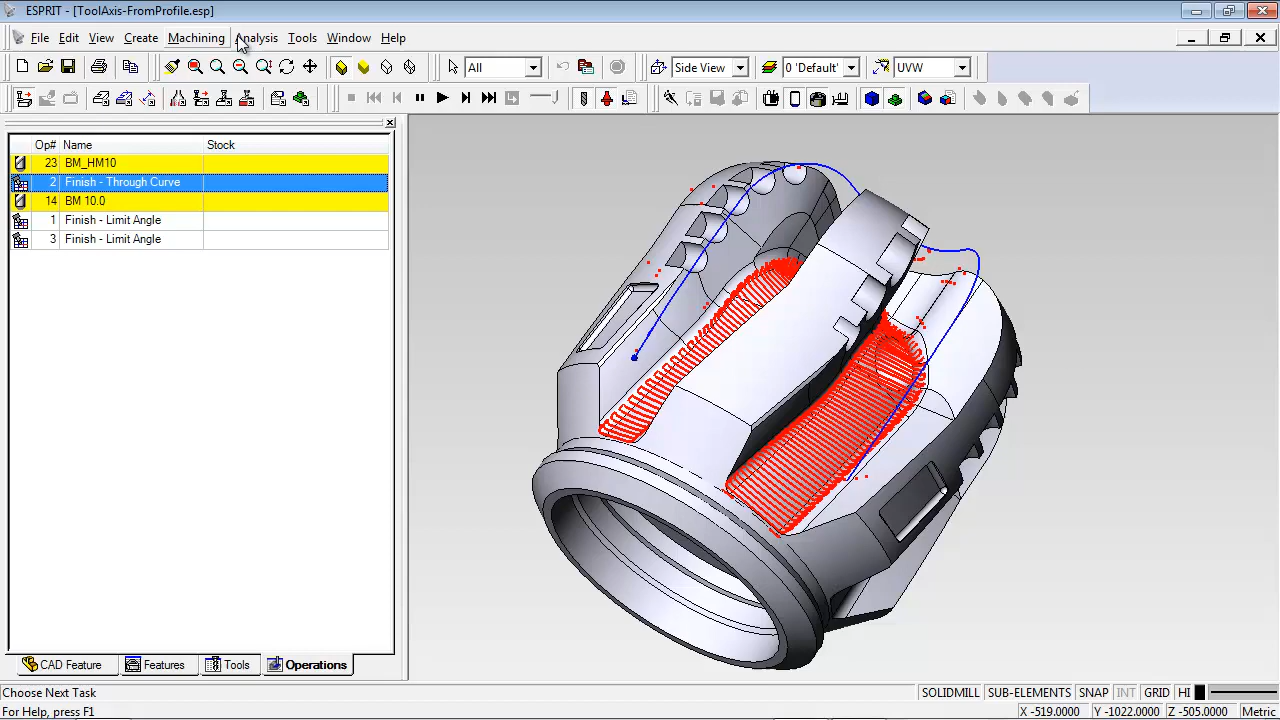 ESPRIT - [ToolAxis-FromProfile.esp]
File Edit View Create Machining Analysis Tools Window Help
All Side View 0 'Default' UVW
Op# Name Stock
23 BM_HM10
2 Finish - Through Curve
14 BM 10.0
1 Finish - Limit Angle
3 Finish - Limit Angle
CAD Feature Features Tools Operations
Choose Next Task SOLIDMILL SUB-ELEMENTS SNAP INT GRID HI
For Help, press F1 X -519.0000 Y -1022.0000 Z -505.0000 Metric